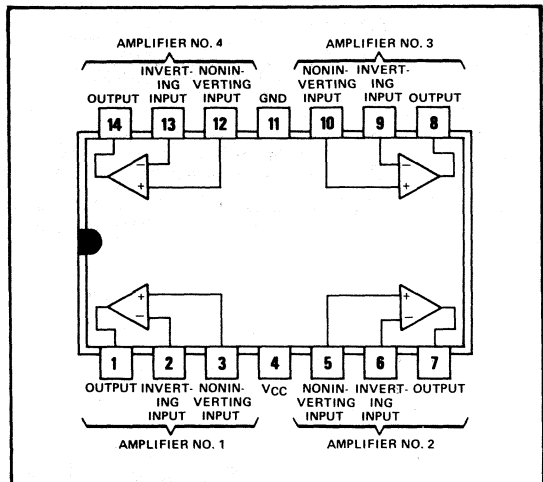 AMPLIFIER NO. 4 AMPLIFIER NO. 3
INVERT- NONIN- NONIN- INVERT-
ING VERTING VERTING ING
OUTPUT INPUT INPUT GND INPUT INPUT OUTPUT
14 13 12 11 10 9 8
− − 
+ +
+ +
− −
1 2 3 4 5 6 7
OUTPUT INVERT- NONIN- VCC NONIN- INVERT- OUTPUT
ING VERTING VERTING ING
INPUT INPUT INPUT INPUT
AMPLIFIER NO. 1 AMPLIFIER NO. 2